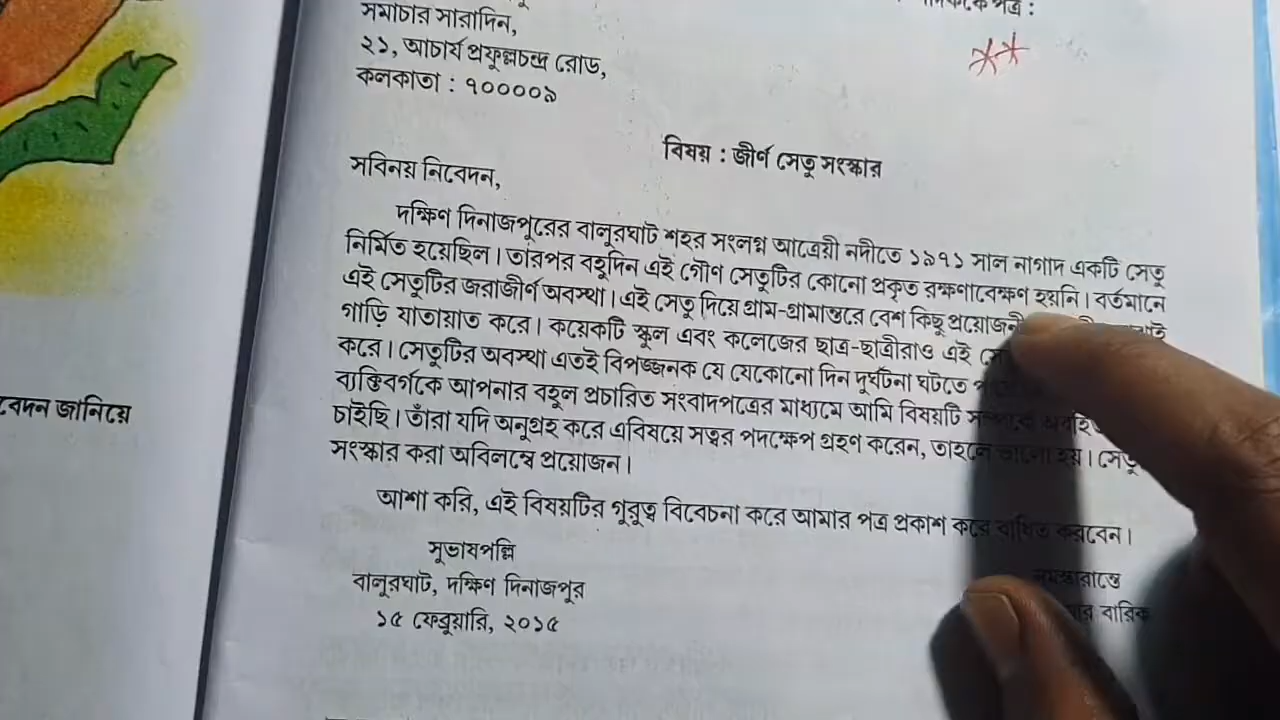 পত্র :
সমাচার সারাদিন,
২১, আচার্য প্রফুল্লচন্দ্র রোড,
কলকাতা : ৭০০০০৯
বিষয় : জীর্ণ সেতু সংস্কার
সবিনয় নিবেদন,
দক্ষিণ দিনাজপুরের বালুরঘাট শহর সংলগ্ন আত্রেয়ী নদীতে ১৯৭১ সাল নাগাদ একটি সেতু
নির্মিত হয়েছিল। তারপর বহুদিন এই গৌণ সেতুটির কোনো প্রকৃত রক্ষণাবেক্ষণ হয়নি। বর্তমানে
এই সেতুটির জরাজীর্ণ অবস্থা। এই সেতু দিয়ে গ্রাম-গ্রামান্তরে বেশ কিছু
গাড়ি যাতায়াত করে। কয়েকটি স্কুল এবং কলেজের ছাত্র-ছাত্রীরাও এই
করে। সেতুটির অবস্থা এতই বিপজ্জনক যে যেকোনো দিন দুর্ঘটনা ঘটতে
ব্যক্তিবর্গকে আপনার বহুল প্রচারিত সংবাদপত্রের মাধ্যমে আমি বিষয়টি
চাইছি। তাঁরা যদি অনুগ্রহ করে এবিষয়ে সত্বর পদক্ষেপ গ্রহণ করেন, তাহলে ভালো হয়।
সংস্কার করা অবিলম্বে প্রয়োজন।
আশা করি, এই বিষয়টির গুরুত্ব বিবেচনা করে আমার পত্র প্রকাশ করে বাধিত করবেন।
সুভাষপল্লি
বালুরঘাট, দক্ষিণ দিনাজপুর
১৫ ফেব্রুয়ারি, ২০১৫
নমস্কারান্তে
বারিক
বেদন জানিয়ে